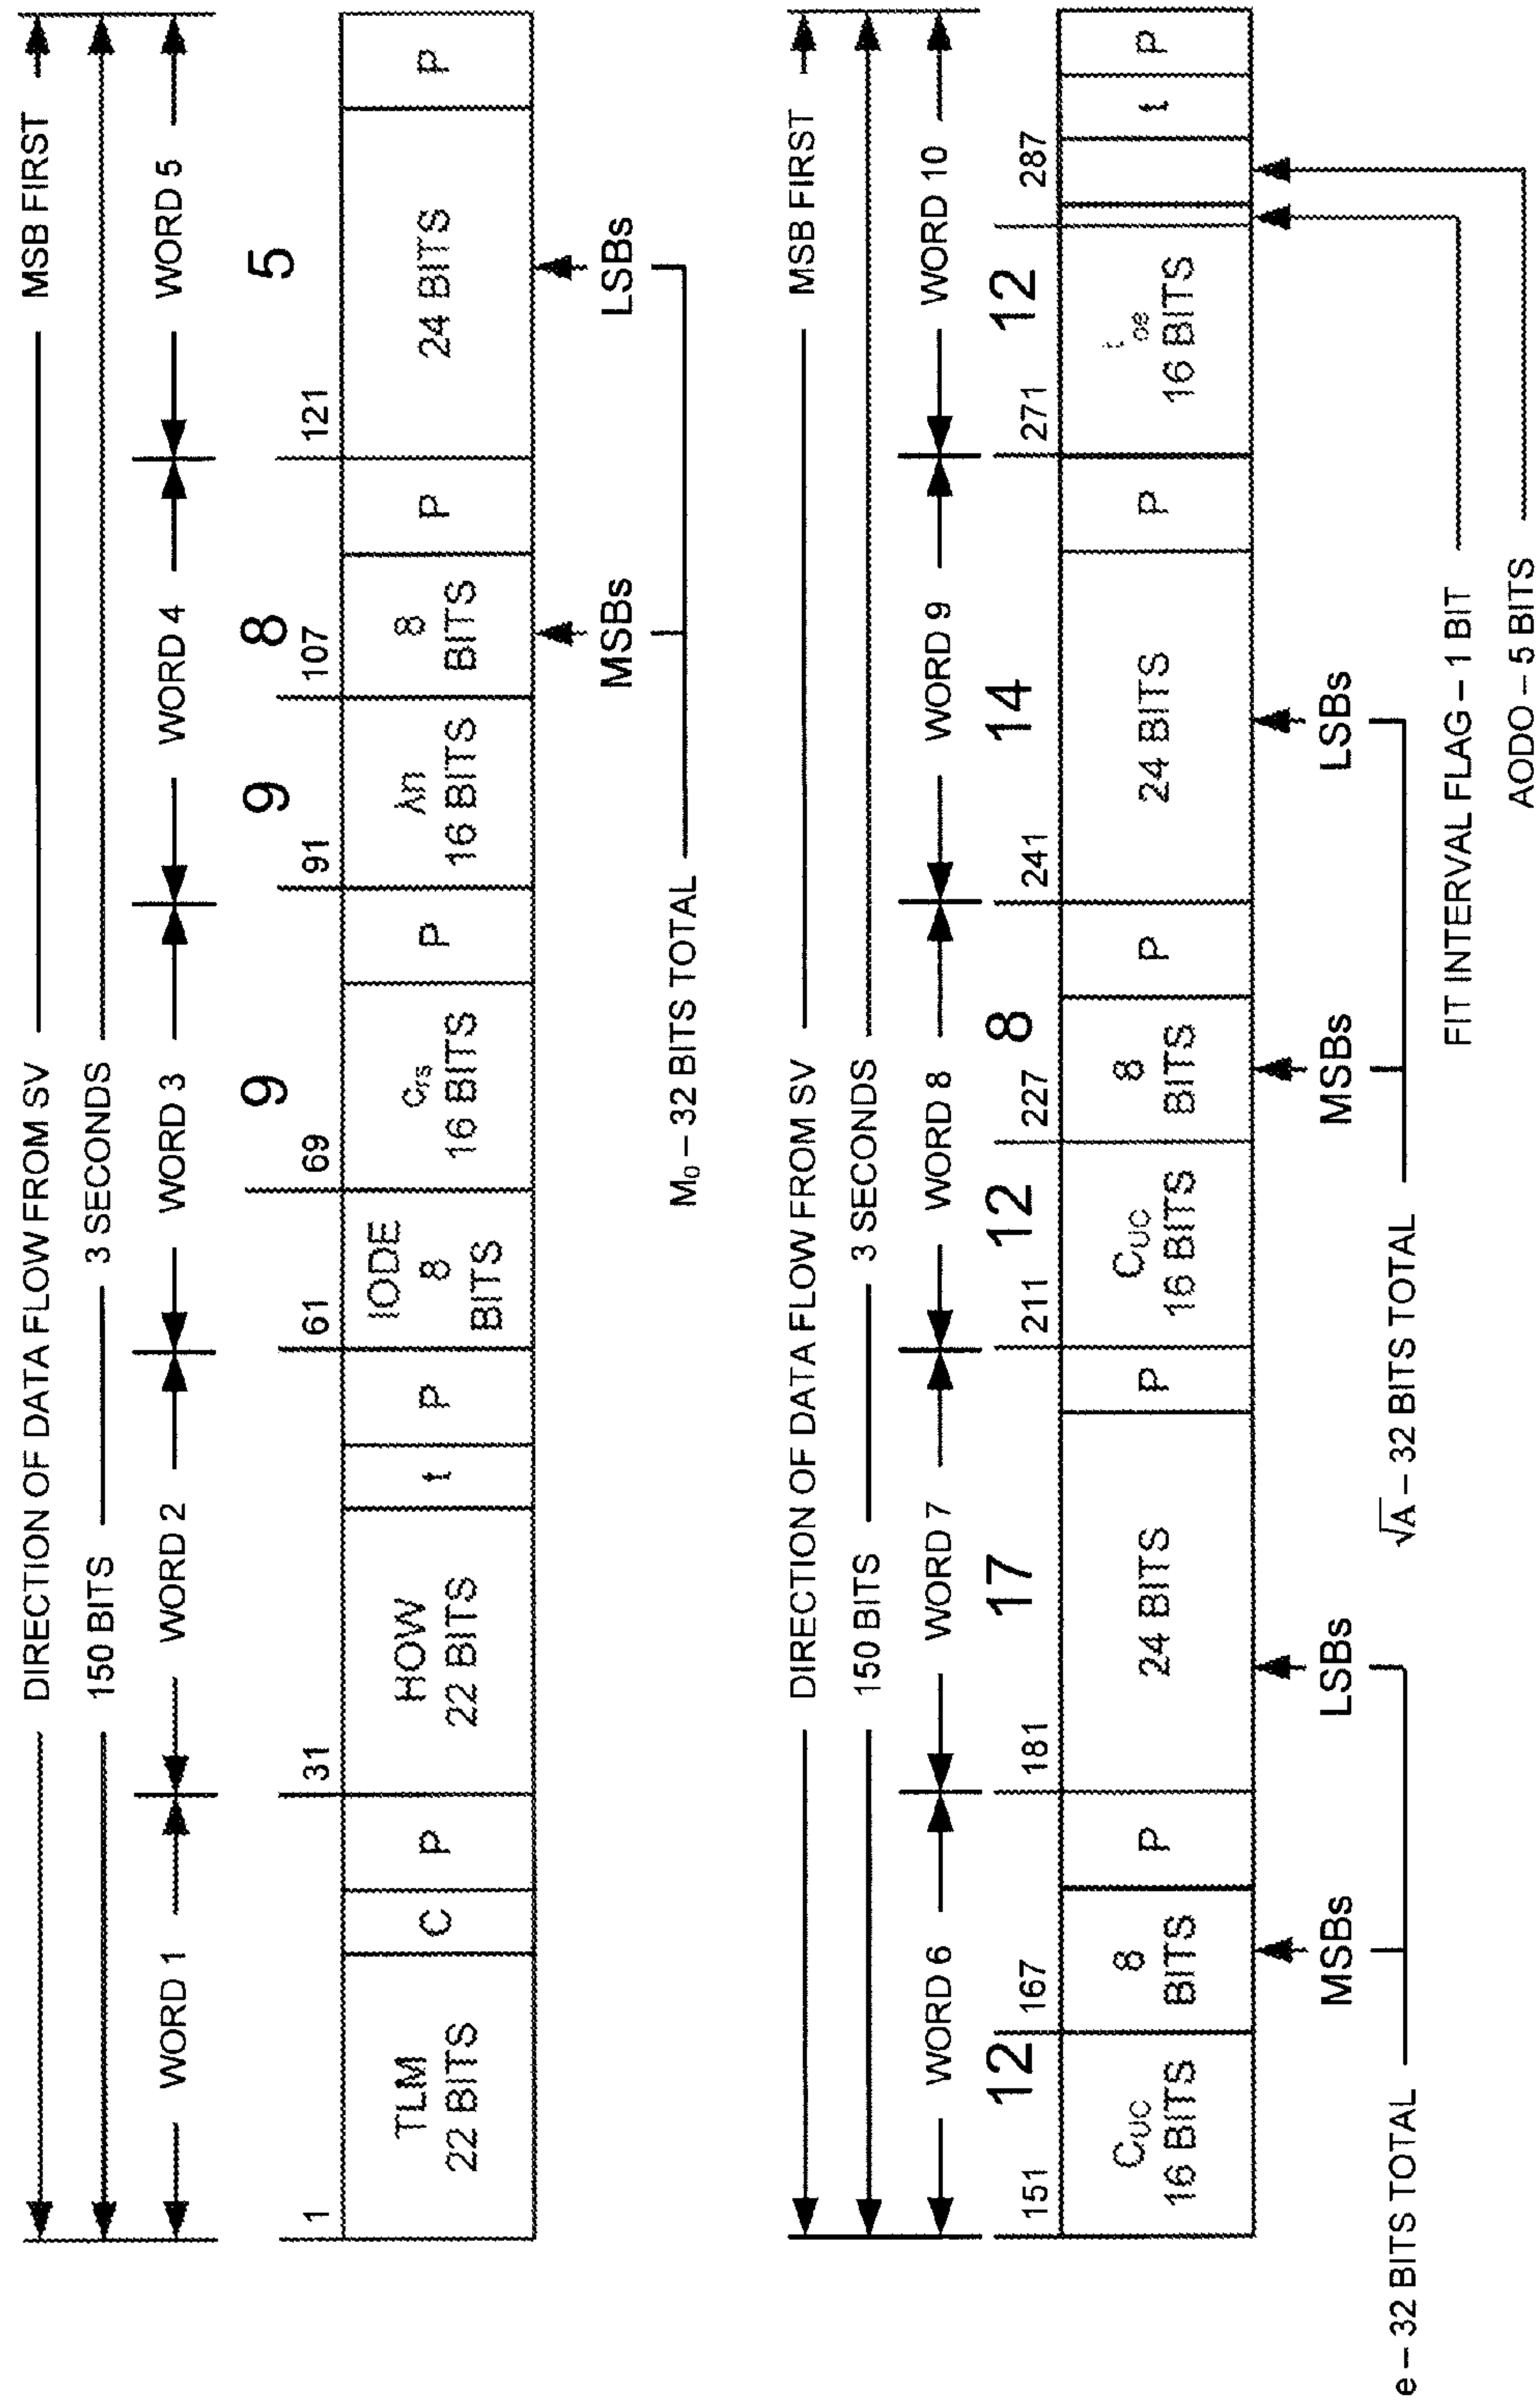 DIRECTION OF DATA FLOW FROM SV MSB FIRST
150 BITS 3 SECONDS
WORD 1 WORD 2 WORD 3 WORD 4 WORD 5
9 9 8 5
1 31 61 69 91 107 121
TLM
22 BITS
C
P
HOW
22 BITS
t
P
IODE
8
BITS
Crs
16 BITS
P
Δn
16 BITS
8
BITS
P
24 BITS
P
MSBs LSBs
M₀ – 32 BITS TOTAL
DIRECTION OF DATA FLOW FROM SV MSB FIRST
150 BITS 3 SECONDS
WORD 6 WORD 7 WORD 8 WORD 9 WORD 10
12 17 12 8 14 12
151 167 181 211 227 241 271 287
CUC
16 BITS
8
BITS
P
24 BITS
P
CUC
16 BITS
8
BITS
P
24 BITS
P
toe
16 BITS
t
P
MSBs LSBs MSBs LSBs
e – 32 BITS TOTAL
√A – 32 BITS TOTAL
FIT INTERVAL FLAG – 1 BIT
AODO – 5 BITS